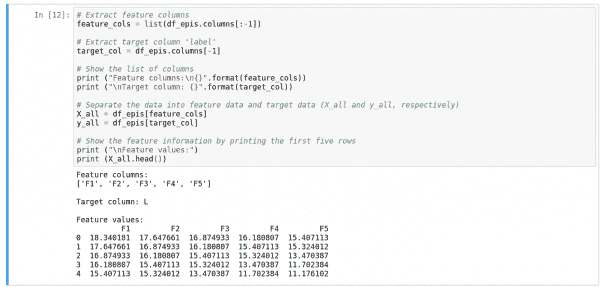 In [12]: # Extract feature columns
feature_cols = list(df_epis.columns[:-1])
# Extract target column 'label'
target_col = df_epis.columns[-1]
# Show the list of columns
print ("Feature columns:\n{}".format(feature_cols))
print ("\nTarget column: {}".format(target_col))
# Separate the data into feature data and target data (X_all and y_all, respectively)
X_all = df_epis[feature_cols]
y_all = df_epis[target_col]
# Show the feature information by printing the first five rows
print ("\nFeature values:")
print (X_all.head())
Feature columns:
['F1', 'F2', 'F3', 'F4', 'F5']
Target column: L
Feature values:
F1 F2 F3 F4 F5
0 18.340181 17.647661 16.874933 16.180807 15.407113
1 17.647661 16.874933 16.180807 15.407113 15.324012
2 16.874933 16.180807 15.407113 15.324012 13.470387
3 16.180807 15.407113 15.324012 13.470387 11.702384
4 15.407113 15.324012 13.470387 11.702384 11.176102